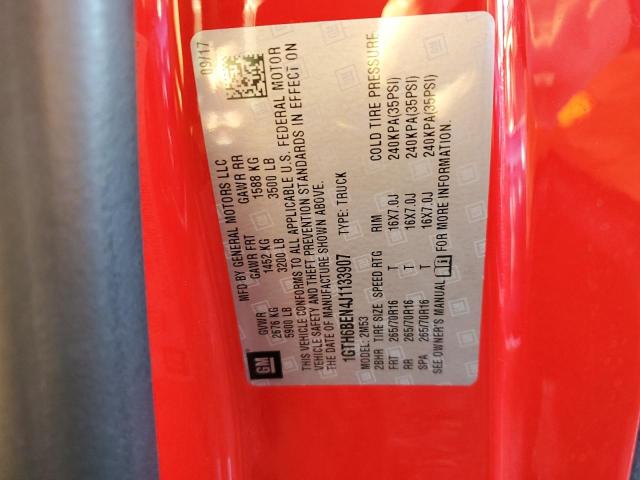 GM
MFD BY GENERAL MOTORS LLC 09/17
GVWR GAWR FRT GAWR RR
2676 KG 1452 KG 1588 KG
5900 LB 3200 LB 3500 LB
THIS VEHICLE CONFORMS TO ALL APPLICABLE U.S. FEDERAL MOTOR
VEHICLE SAFETY AND THEFT PREVENTION STANDARDS IN EFFECT ON
THE DATE OF MANUFACTURE SHOWN ABOVE.
1GTH6BEN4J1133907 TYPE: TRUCK
MODEL: 2M53
2BHR TIRE SIZE SPEED RTG RIM COLD TIRE PRESSURE
FRT 265/70R16 T 16X7.0J 240KPA(35PSI)
RR 265/70R16 T 16X7.0J 240KPA(35PSI)
SPA 265/70R16 T 16X7.0J 240KPA(35PSI)
SEE OWNER'S MANUAL FOR MORE INFORMATION.